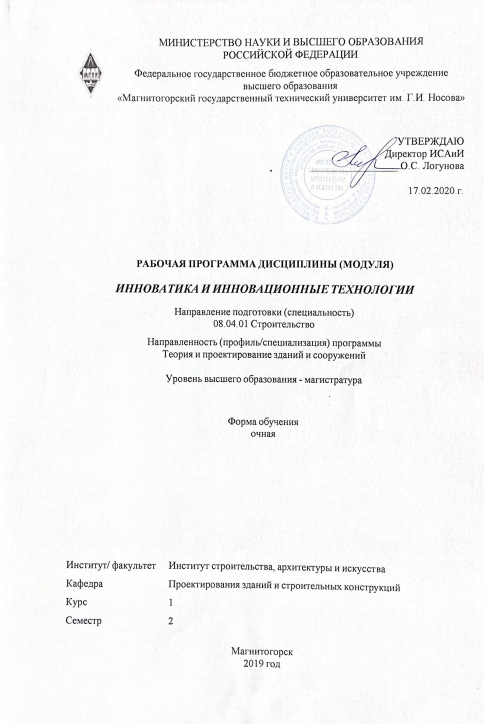 МИНИСТЕРСТВО НАУКИ И ВЫСШЕГО ОБРАЗОВАНИЯ
РОССИЙСКОЙ ФЕДЕРАЦИИ
Федеральное государственное бюджетное образовательное учреждение
высшего образования
«Магнитогорский государственный технический университет им. Г.И. Носова»
УТВЕРЖДАЮ
Директор ИСАиИ
О.С. Логунова
17.02.2020 г.
РАБОЧАЯ ПРОГРАММА ДИСЦИПЛИНЫ (МОДУЛЯ)
ИННОВАТИКА И ИННОВАЦИОННЫЕ ТЕХНОЛОГИИ
Направление подготовки (специальность)
08.04.01 Строительство
Направленность (профиль/специализация) программы
Теория и проектирование зданий и сооружений
Уровень высшего образования - магистратура
Форма обучения
очная
Институт/ факультет Институт строительства, архитектуры и искусства
Кафедра Проектирования зданий и строительных конструкций
Курс 1
Семестр 2
Магнитогорск
2019 год